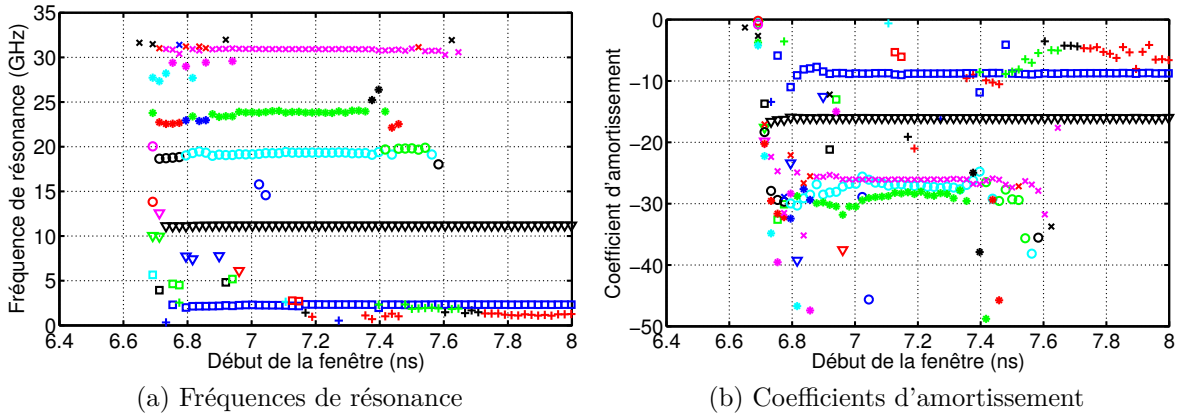 Fréquences de résonance (GHz)
35
30
25
20
15
10
5
0
6.4 6.6 6.8 7 7.2 7.4 7.6 7.8 8
Début de la fenêtre (ns)
(a) Fréquences de résonance
Coefficient d'amortissement
0
−10
−20
−30
−40
−50
6.4 6.6 6.8 7 7.2 7.4 7.6 7.8 8
Début de la fenêtre (ns)
(b) Coefficients d'amortissement